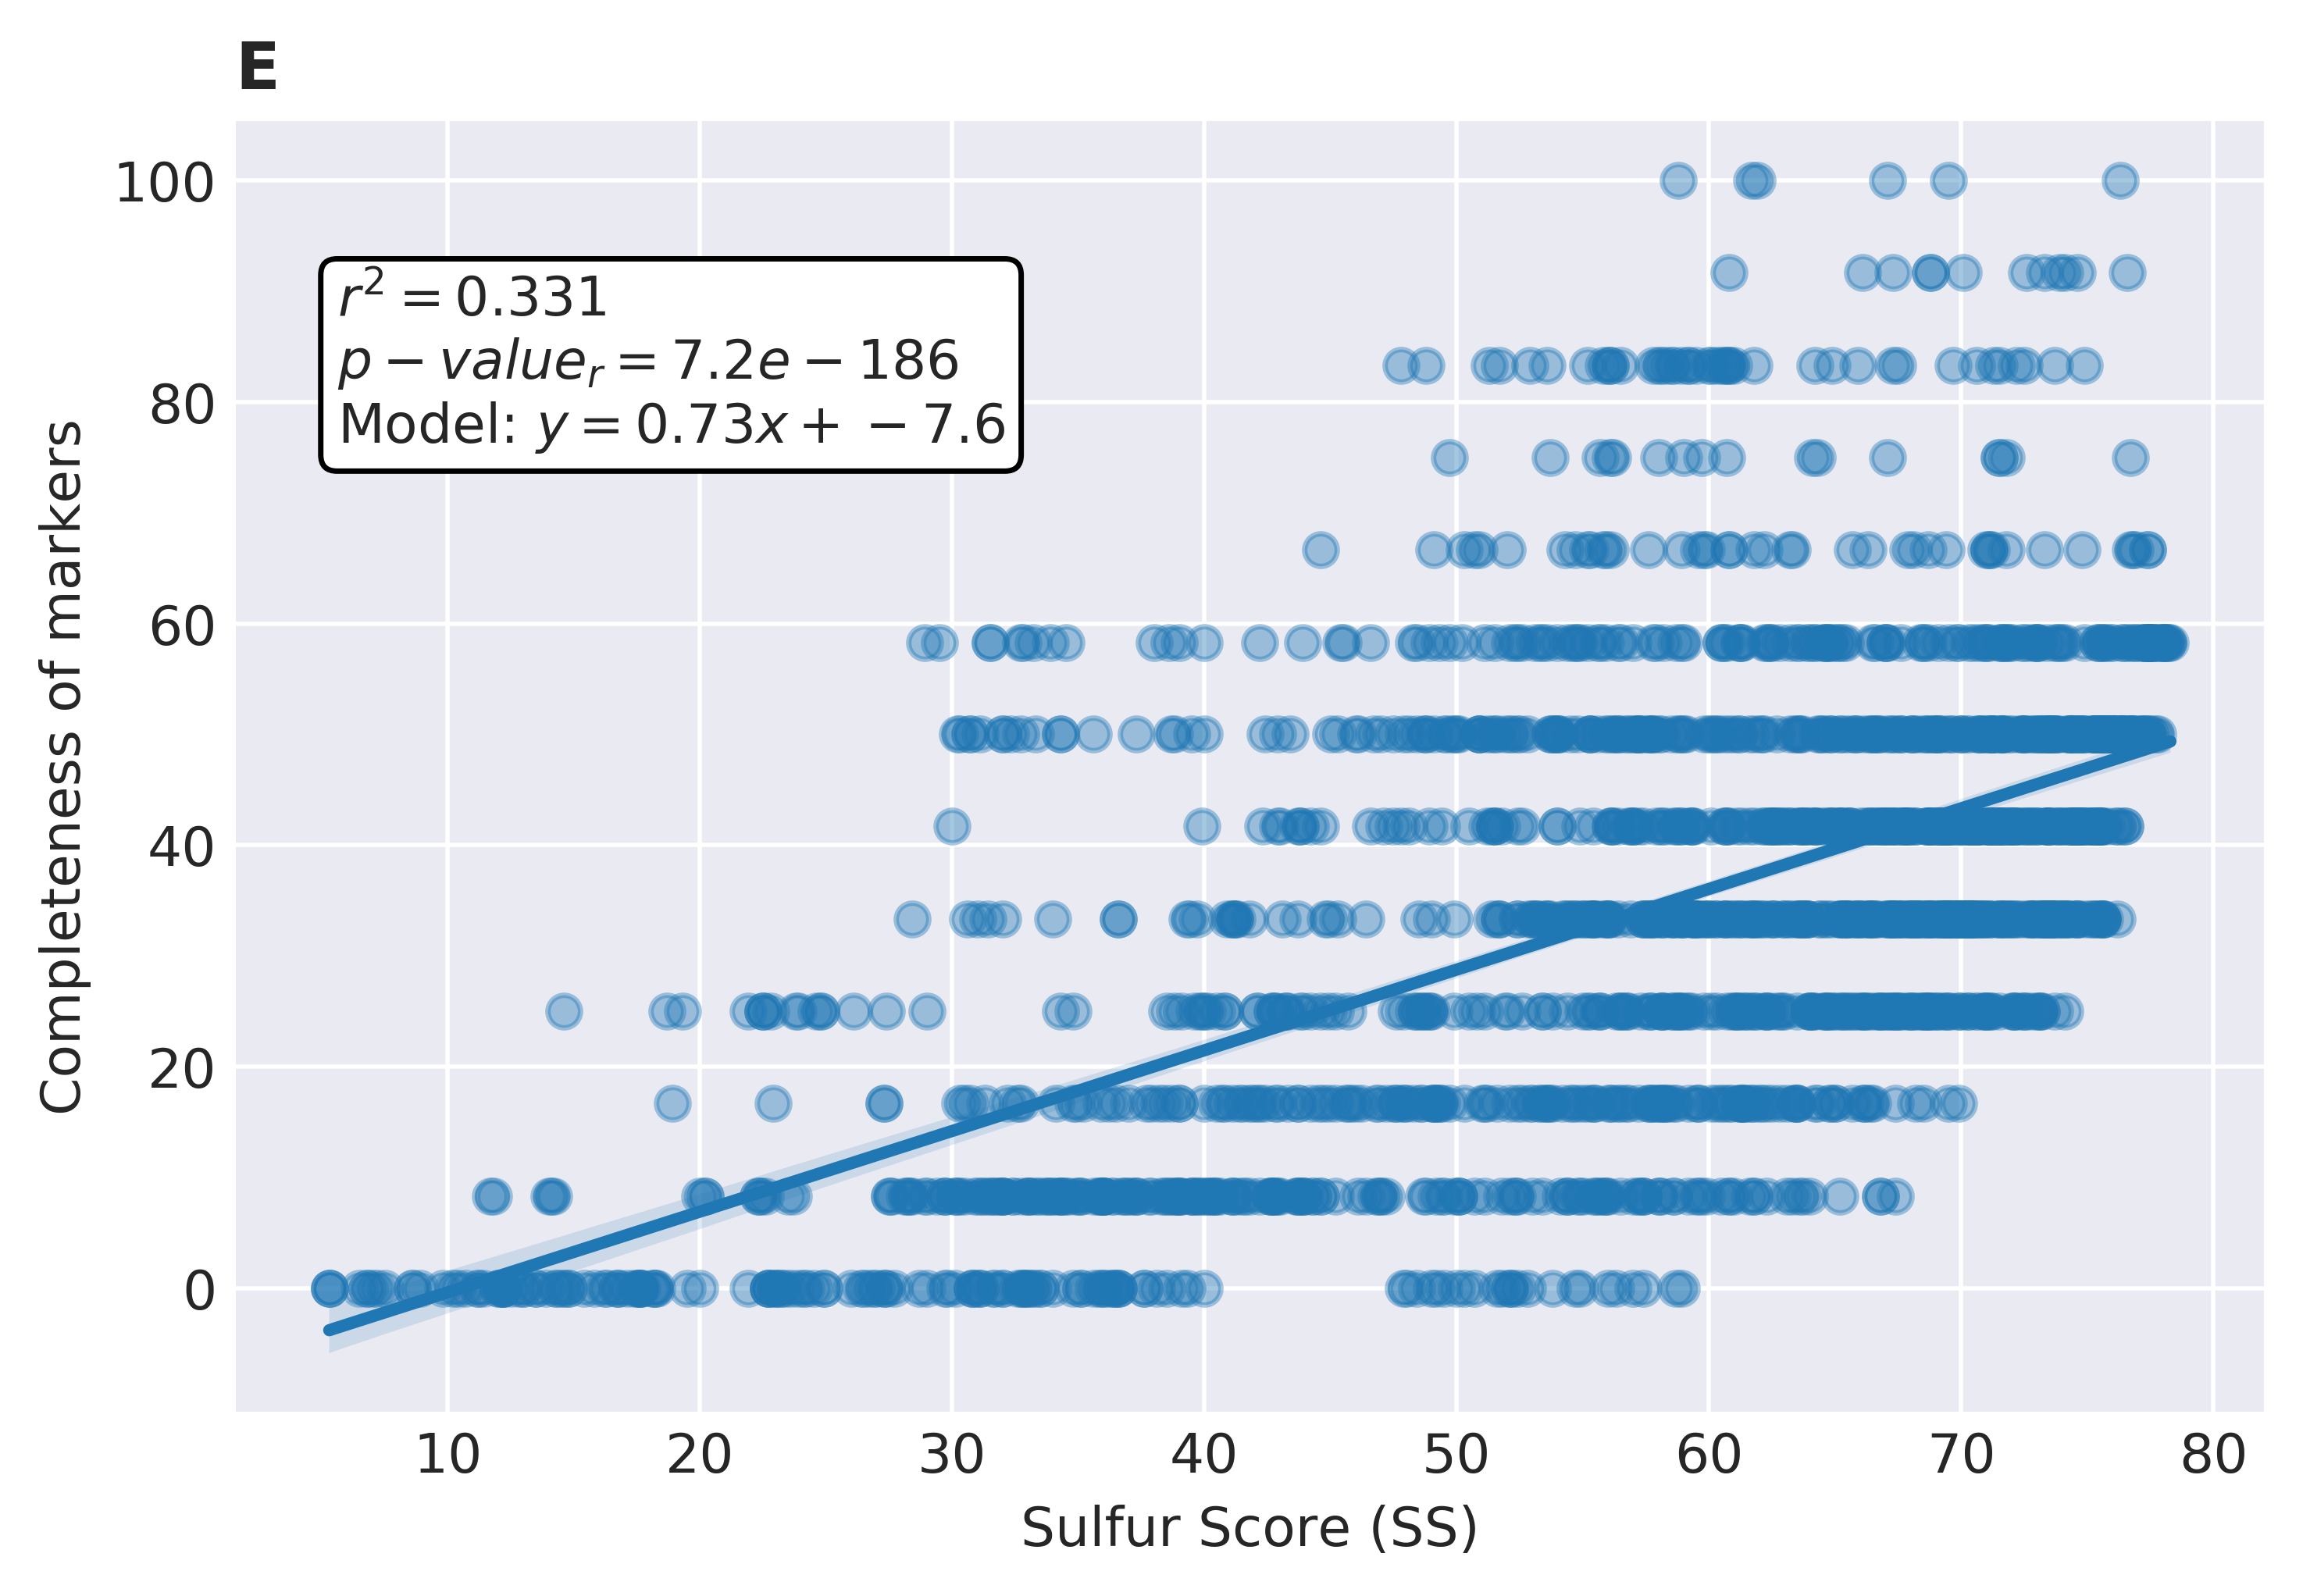 E
100
80
60
40
20
0
Completeness of markers
r² = 0.331
p − valueᵣ = 7.2e − 186
Model: y = 0.73x + − 7.6
10 20 30 40 50 60 70 80
Sulfur Score (SS)